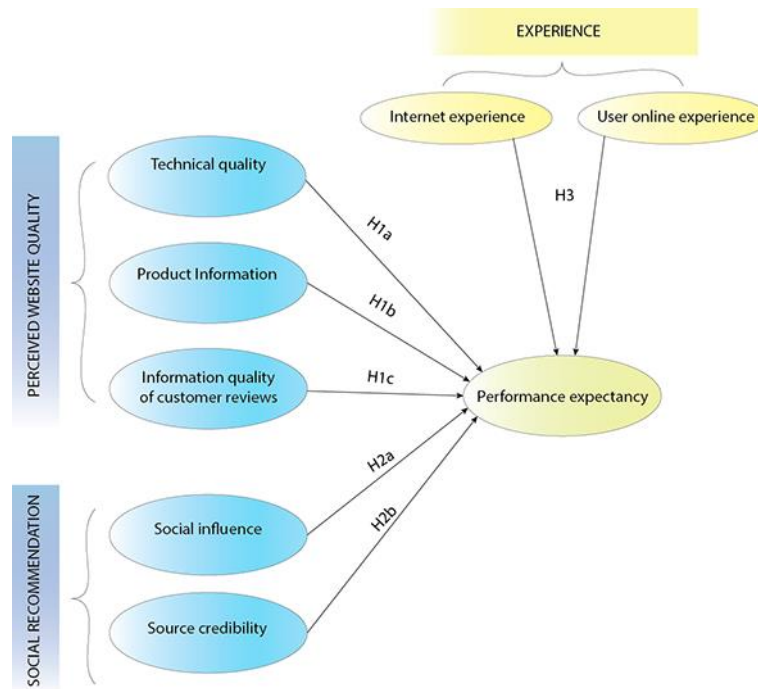 EXPERIENCE
Internet experience
User online experience
PERCEIVED WEBSITE QUALITY
Technical quality
H1a
H3
Product Information
H1b
Information quality
of customer reviews
H1c
Performance expectancy
SOCIAL RECOMMENDATION
Social influence
H2a
H2b
Source credibility